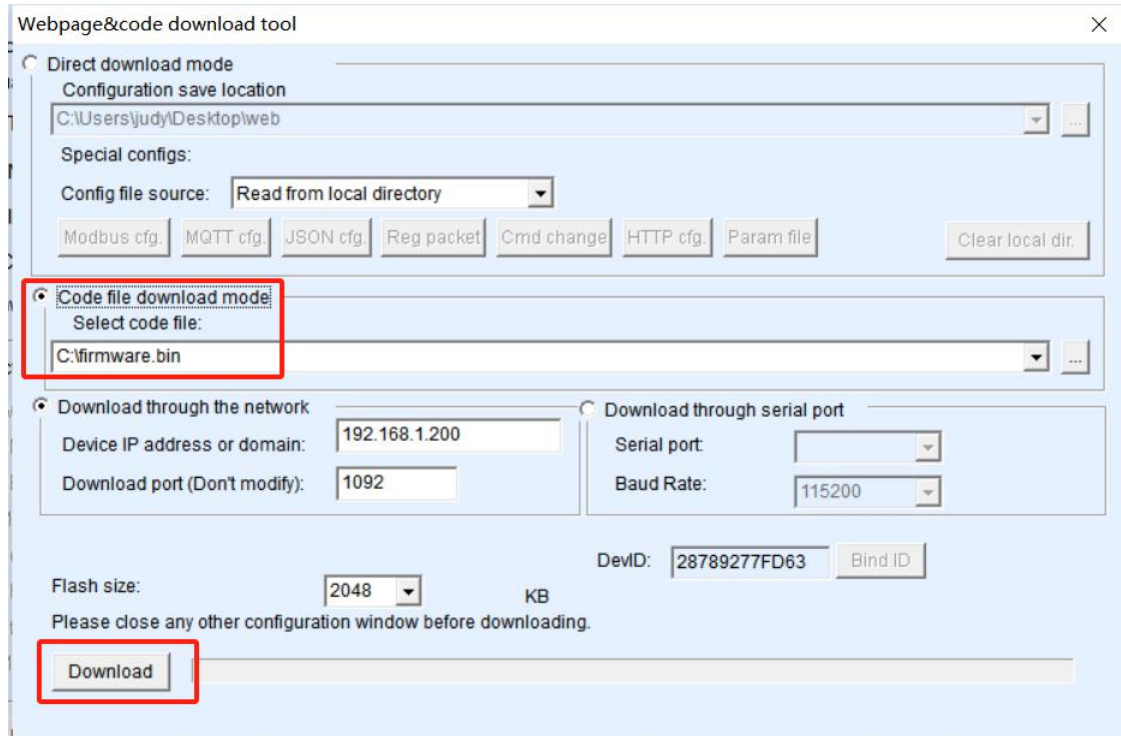 Webpage&code download tool
Direct download mode
Configuration save location
C:\Users\judy\Desktop\web
...
Special configs:
Config file source: Read from local directory
Modbus cfg. MQTT cfg. JSON cfg. Reg packet Cmd change HTTP cfg. Param file Clear local dir.
Code file download mode
Select code file:
C:\firmware.bin
...
Download through the network
Device IP address or domain: 192.168.1.200
Download port (Don't modify): 1092
Download through serial port
Serial port:
Baud Rate: 115200
DevID: 28789277FD63 Bind ID
Flash size: 2048 KB
Please close any other configuration window before downloading.
Download